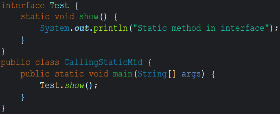 interface Test {
    static void show() {
        System.out.println("Static method in interface");
    }
}
public class CallingStaticMtd {
    public static void main(String[] args) {
        Test.show();
    }
}